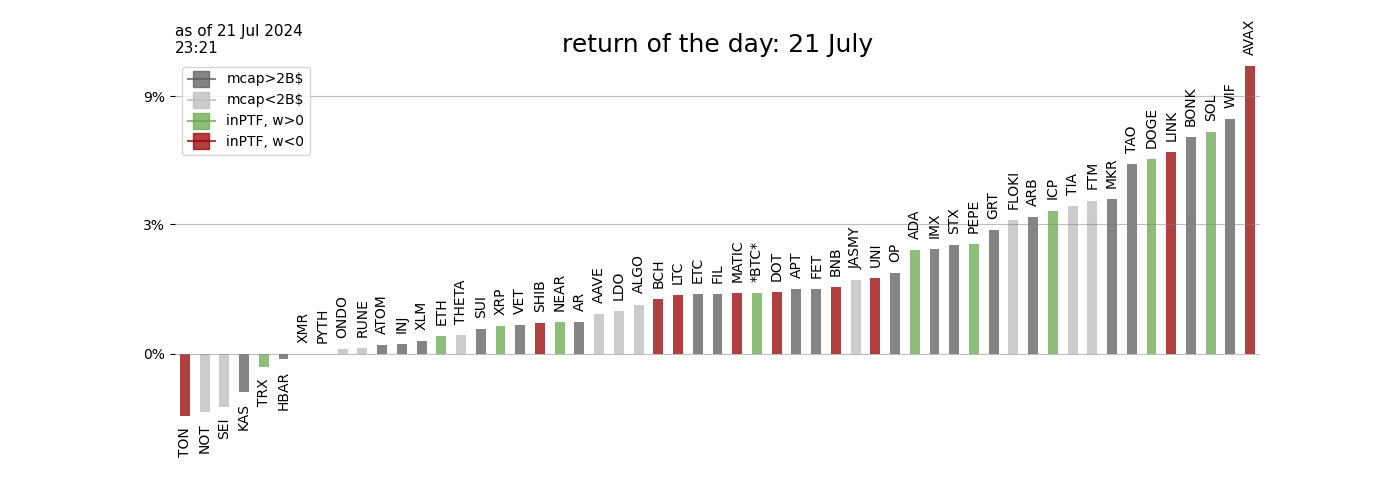 as of 21 Jul 2024
23:21
return of the day: 21 July
mcap>2B$
mcap<2B$
inPTF, w>0
inPTF, w<0
9%
3%
0%
TON
NOT
SEI
KAS
TRX
HBAR
XMR
PYTH
ONDO
RUNE
ATOM
INJ
XLM
ETH
THETA
SUI
XRP
VET
SHIB
NEAR
AR
AAVE
LDO
ALGO
BCH
LTC
ETC
FIL
MATIC
*BTC*
DOT
APT
FET
BNB
JASMY
UNI
OP
ADA
IMX
STX
PEPE
GRT
FLOKI
ARB
ICP
TIA
FTM
MKR
TAO
DOGE
LINK
BONK
SOL
WIF
AVAX